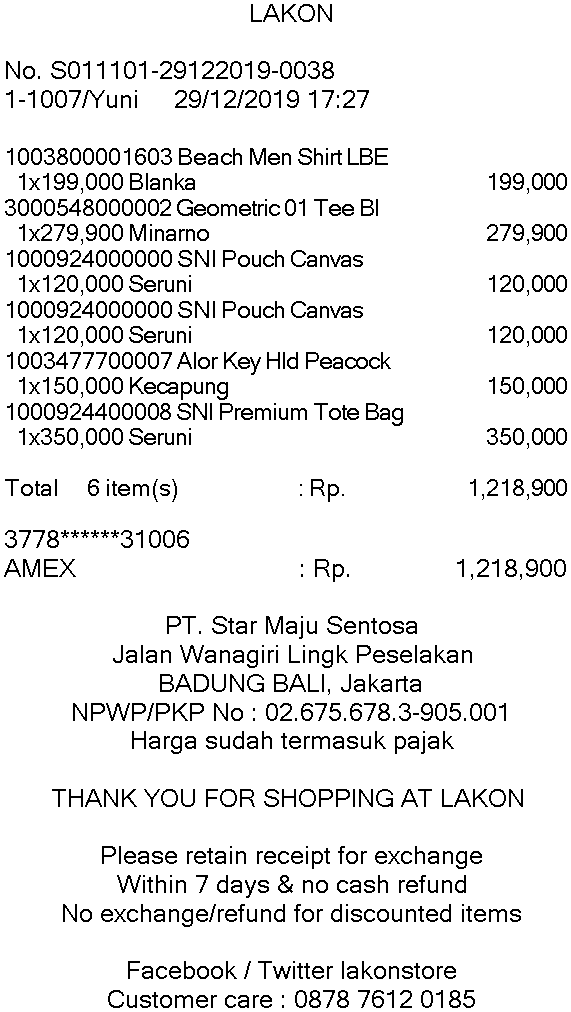 LAKON
No. S011101-29122019-0038
1-1007/Yuni 29/12/2019 17:27
1003800001603 Beach Men Shirt LBE
1x199,000 Blanka 199,000
3000548000002 Geometric 01 Tee Bl
1x279,900 Minarno 279,900
1000924000000 SNI Pouch Canvas
1x120,000 Seruni 120,000
1000924000000 SNI Pouch Canvas
1x120,000 Seruni 120,000
1003477700007 Alor Key Hld Peacock
1x150,000 Kecapung 150,000
1000924400008 SNI Premium Tote Bag
1x350,000 Seruni 350,000
Total 6 item(s) : Rp. 1,218,900
3778******31006
AMEX : Rp. 1,218,900
PT. Star Maju Sentosa
Jalan Wanagiri Lingk Peselakan
BADUNG BALI, Jakarta
NPWP/PKP No : 02.675.678.3-905.001
Harga sudah termasuk pajak
THANK YOU FOR SHOPPING AT LAKON
Please retain receipt for exchange
Within 7 days & no cash refund
No exchange/refund for discounted items
Facebook / Twitter lakonstore
Customer care : 0878 7612 0185